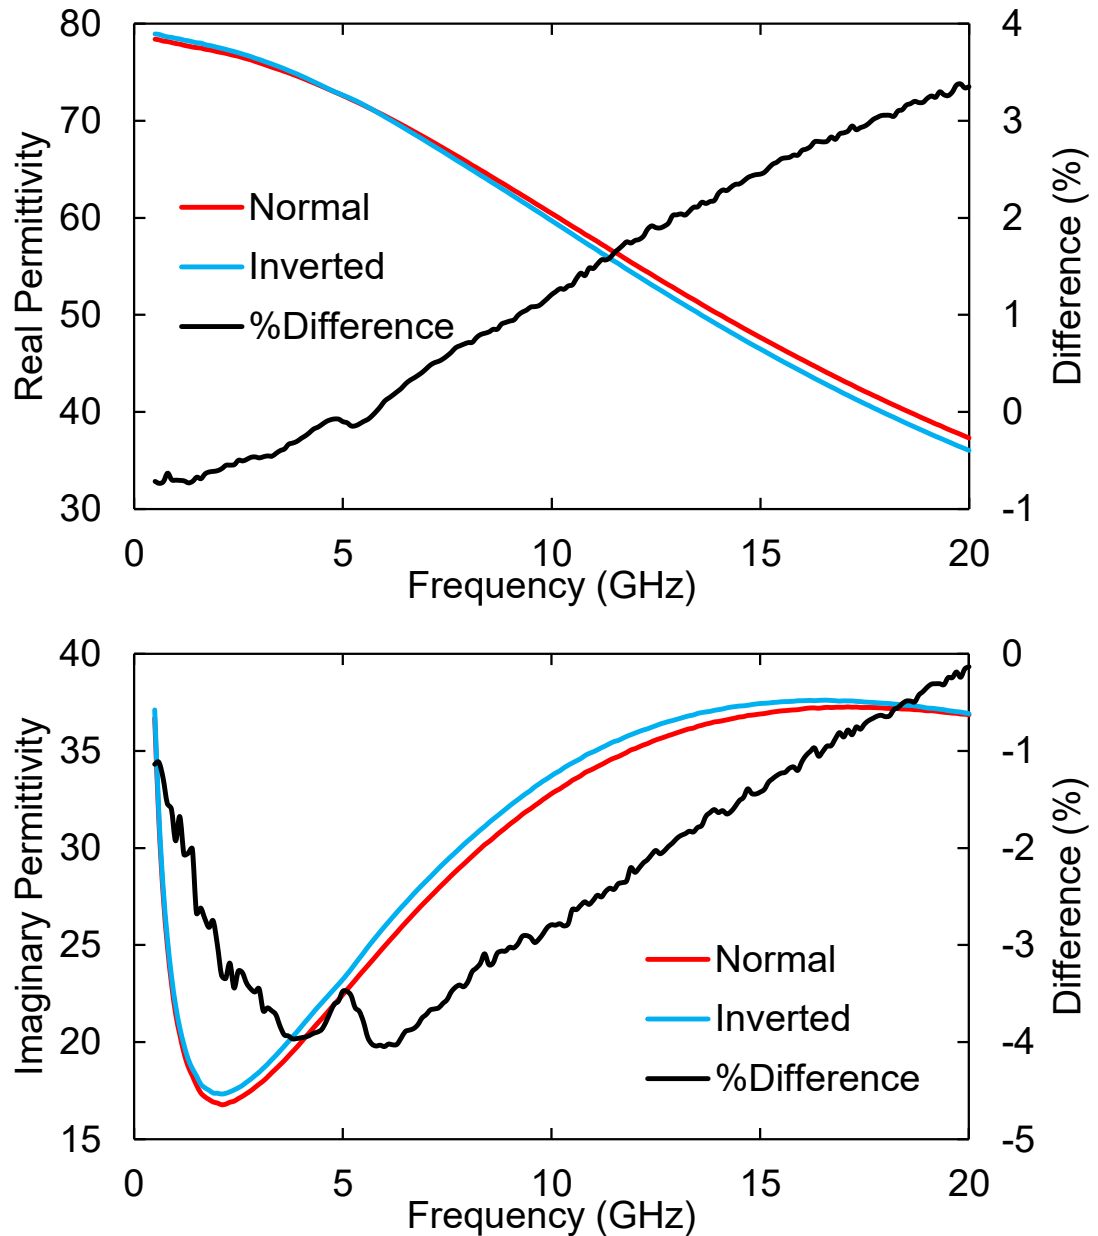 80
70
60
50
40
30
Real Permittivity
4
3
2
1
0
-1
Difference (%)
Normal
Inverted
%Difference
0 5 10 15 20
Frequency (GHz)
40
35
30
25
20
15
Imaginary Permittivity
0
-1
-2
-3
-4
-5
Difference (%)
Normal
Inverted
%Difference
0 5 10 15 20
Frequency (GHz)